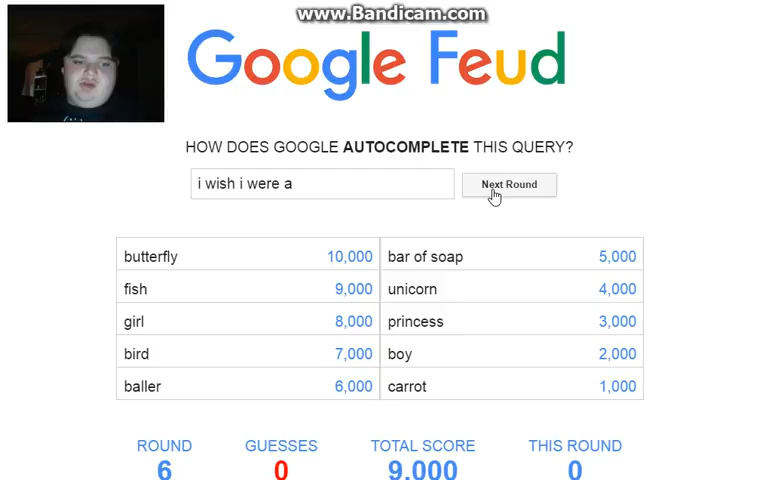 www.Bandicam.com
Google Feud
HOW DOES GOOGLE AUTOCOMPLETE THIS QUERY?
i wish i were a Next Round
butterfly 10,000 bar of soap 5,000
fish 9,000 unicorn 4,000
girl 8,000 princess 3,000
bird 7,000 boy 2,000
baller 6,000 carrot 1,000
ROUND GUESSES TOTAL SCORE THIS ROUND
6 0 9,000 0